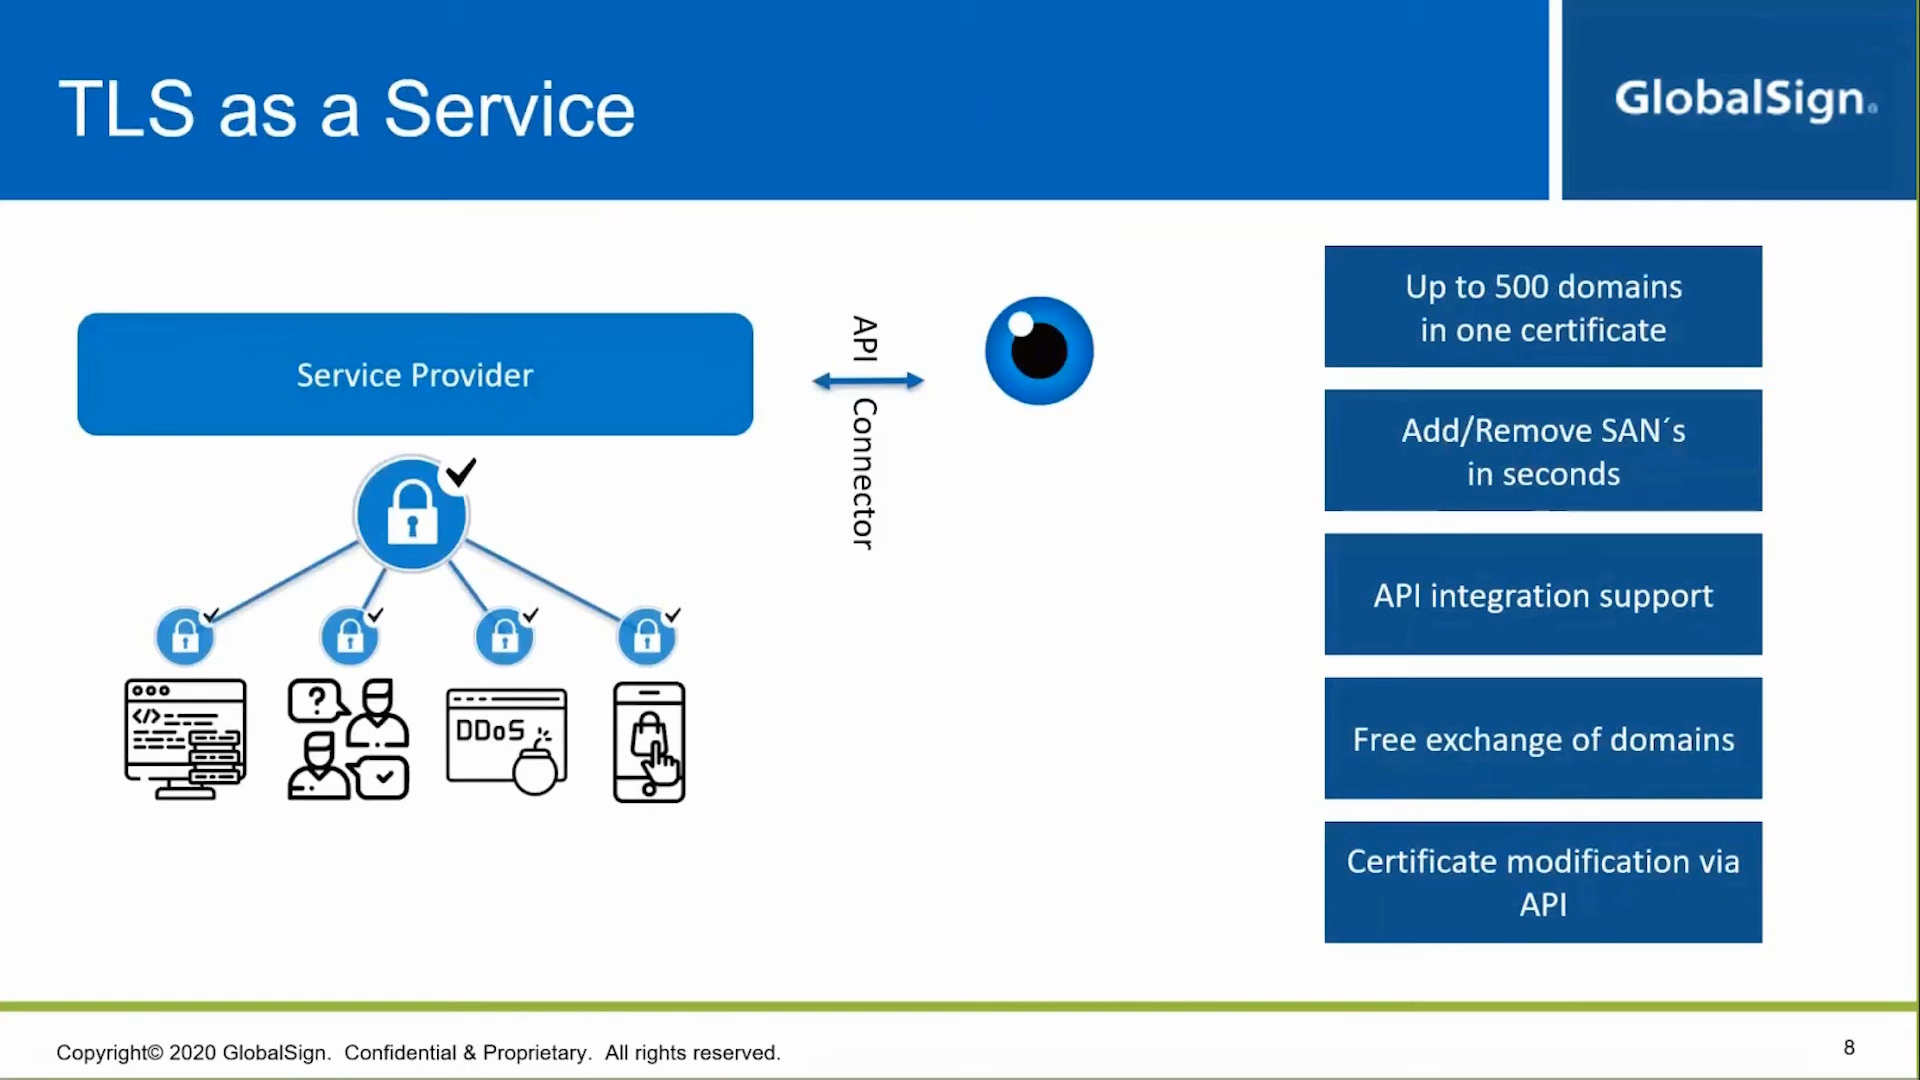 TLS as a Service
GlobalSign.
Service Provider
API
Connector
</>
?
DDoS
Up to 500 domains
in one certificate
Add/Remove SAN´s
in seconds
API integration support
Free exchange of domains
Certificate modification via
API
Copyright© 2020 GlobalSign.  Confidential & Proprietary.  All rights reserved.
8